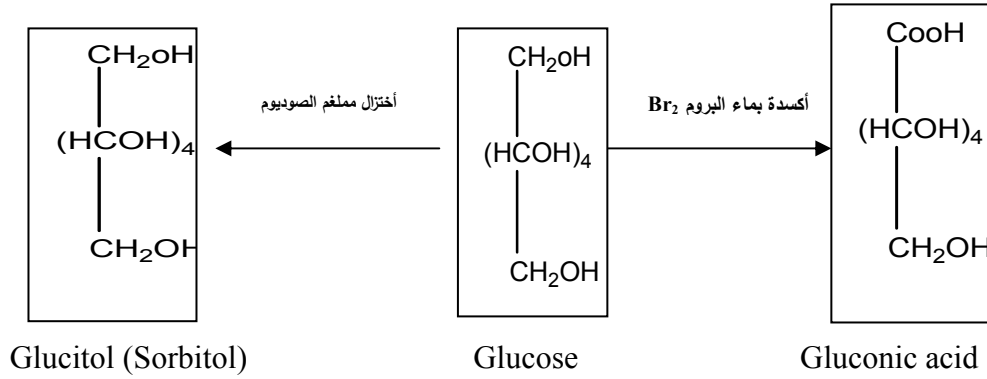 CH₂oH
(HCOH)₄
CH₂OH
Glucitol (Sorbitol)
أختزال مملغم الصوديوم
CH₂oH
(HCOH)₄
CH₂OH
Glucose
أكسدة بماء البروم Br₂
CooH
(HCOH)₄
CH₂OH
Gluconic acid